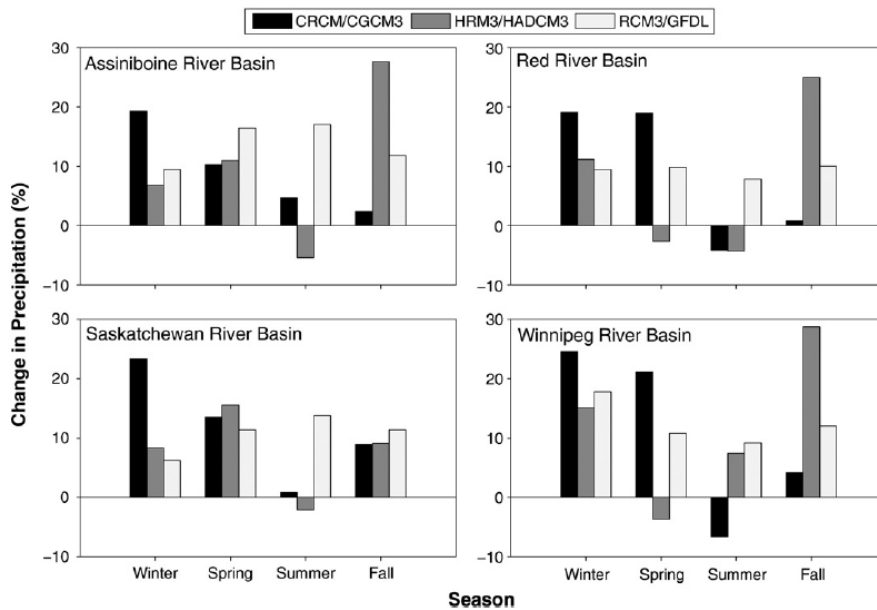 CRCM/CGCM3 HRM3/HADCM3 RCM3/GFDL
Change in Precipitation (%)
Assiniboine River Basin
30
20
10
0
−10
Red River Basin
30
20
10
0
−10
Saskatchewan River Basin
30
20
10
0
−10
Winter Spring Summer Fall
Winnipeg River Basin
30
20
10
0
−10
Winter Spring Summer Fall
Season